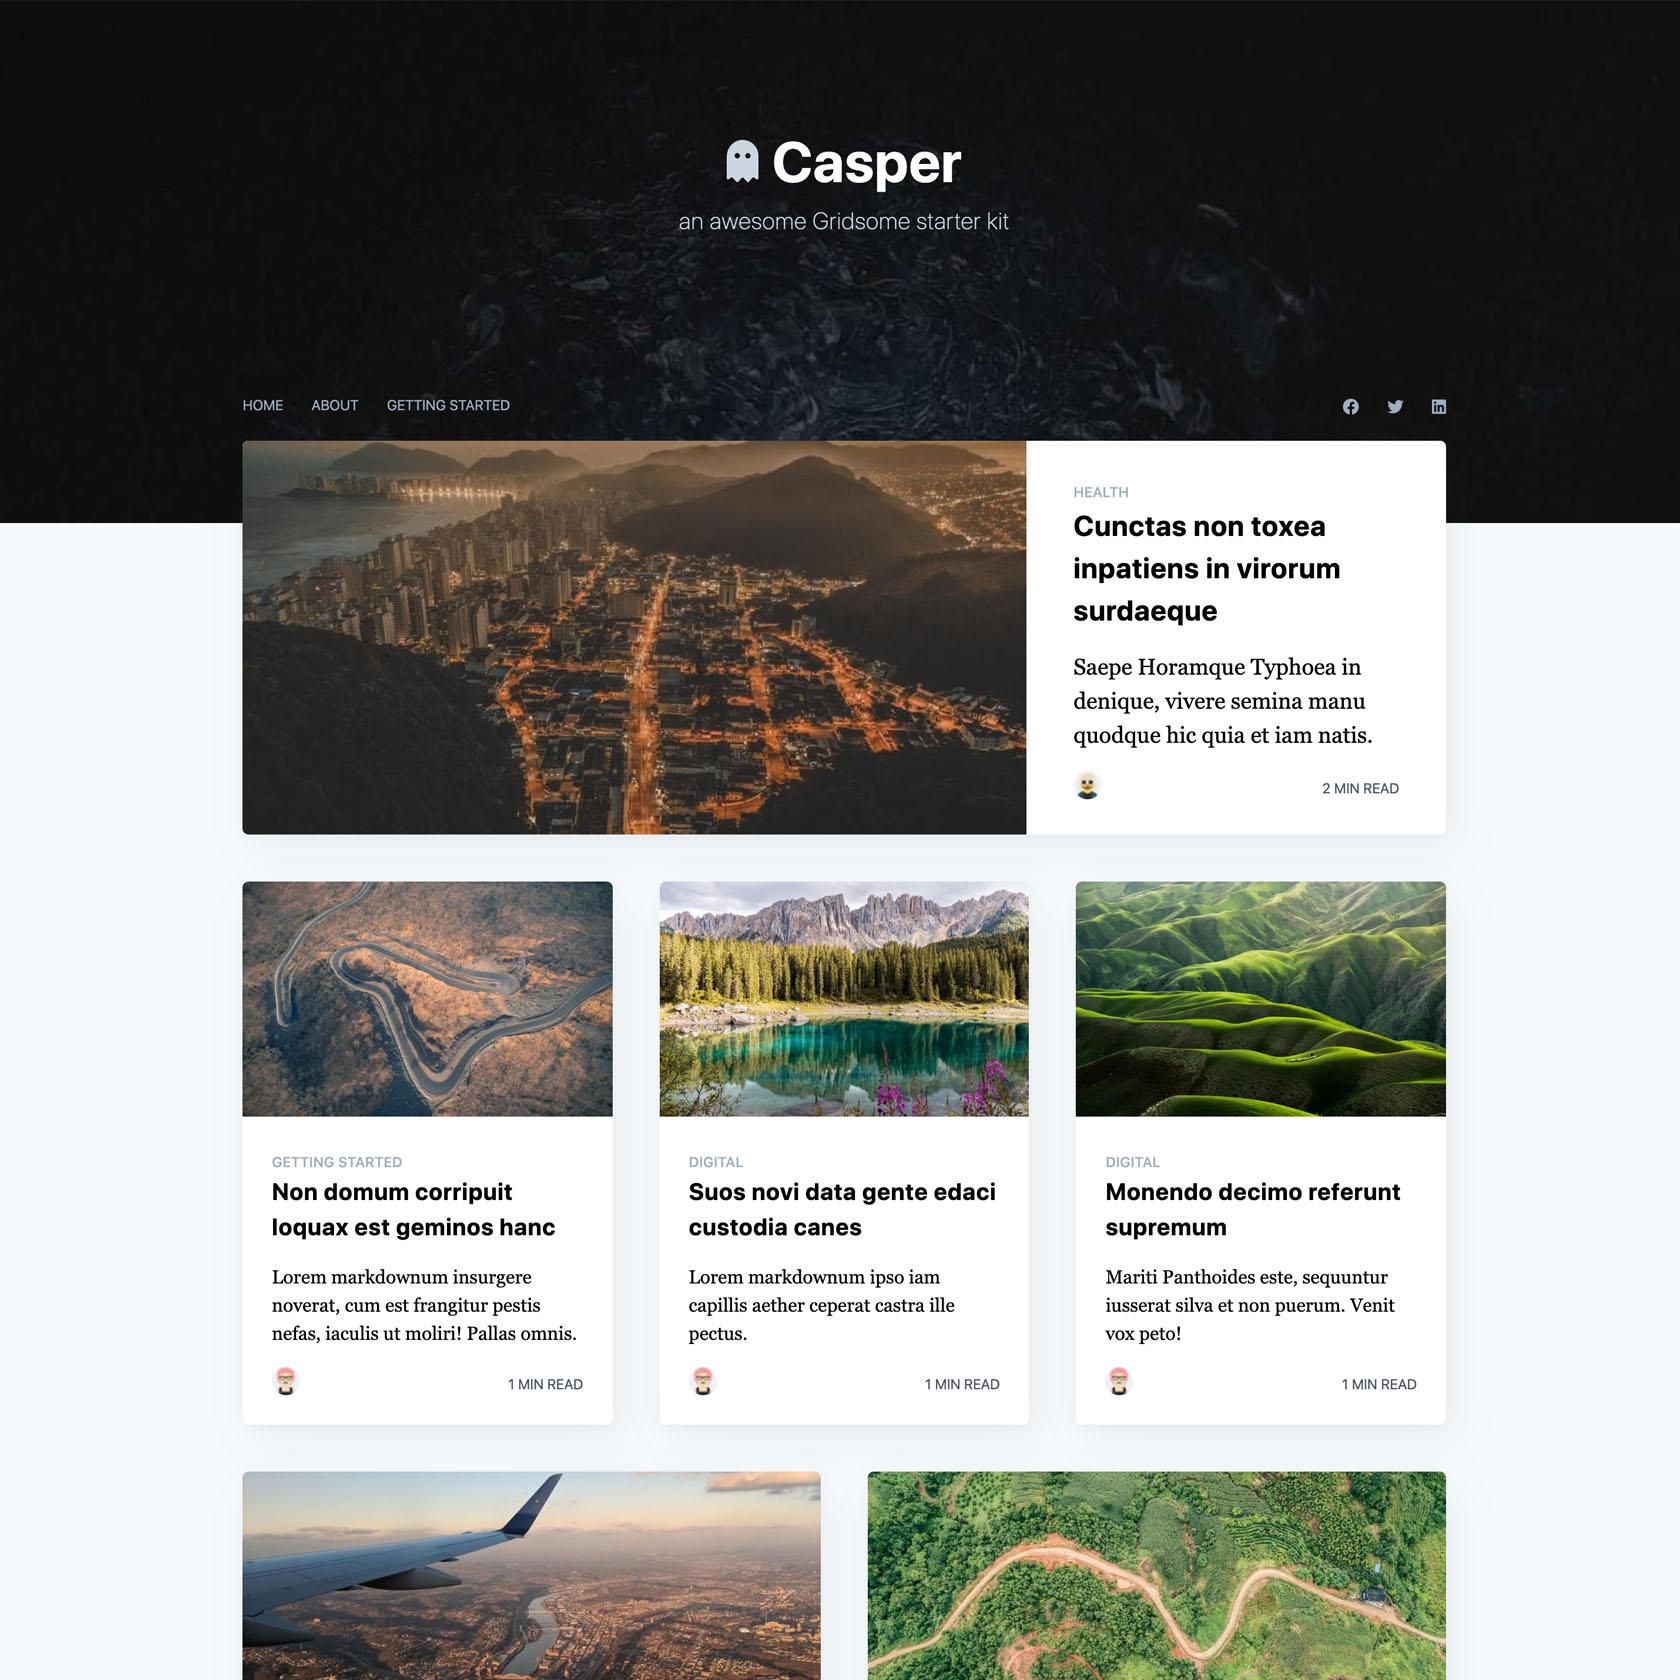 Casper
an awesome Gridsome starter kit
HOME ABOUT GETTING STARTED
HEALTH
Cunctas non toxea
inpatiens in virorum
surdaeque
Saepe Horamque Typhoea in
denique, vivere semina manu
quodque hic quia et iam natis.
2 MIN READ
GETTING STARTED
Non domum corripuit
loquax est geminos hanc
Lorem markdownum insurgere
noverat, cum est frangitur pestis
nefas, iaculis ut moliri! Pallas omnis.
1 MIN READ
DIGITAL
Suos novi data gente edaci
custodia canes
Lorem markdownum ipso iam
capillis aether ceperat castra ille
pectus.
1 MIN READ
DIGITAL
Monendo decimo referunt
supremum
Mariti Panthoides este, sequuntur
iusserat silva et non puerum. Venit
vox peto!
1 MIN READ